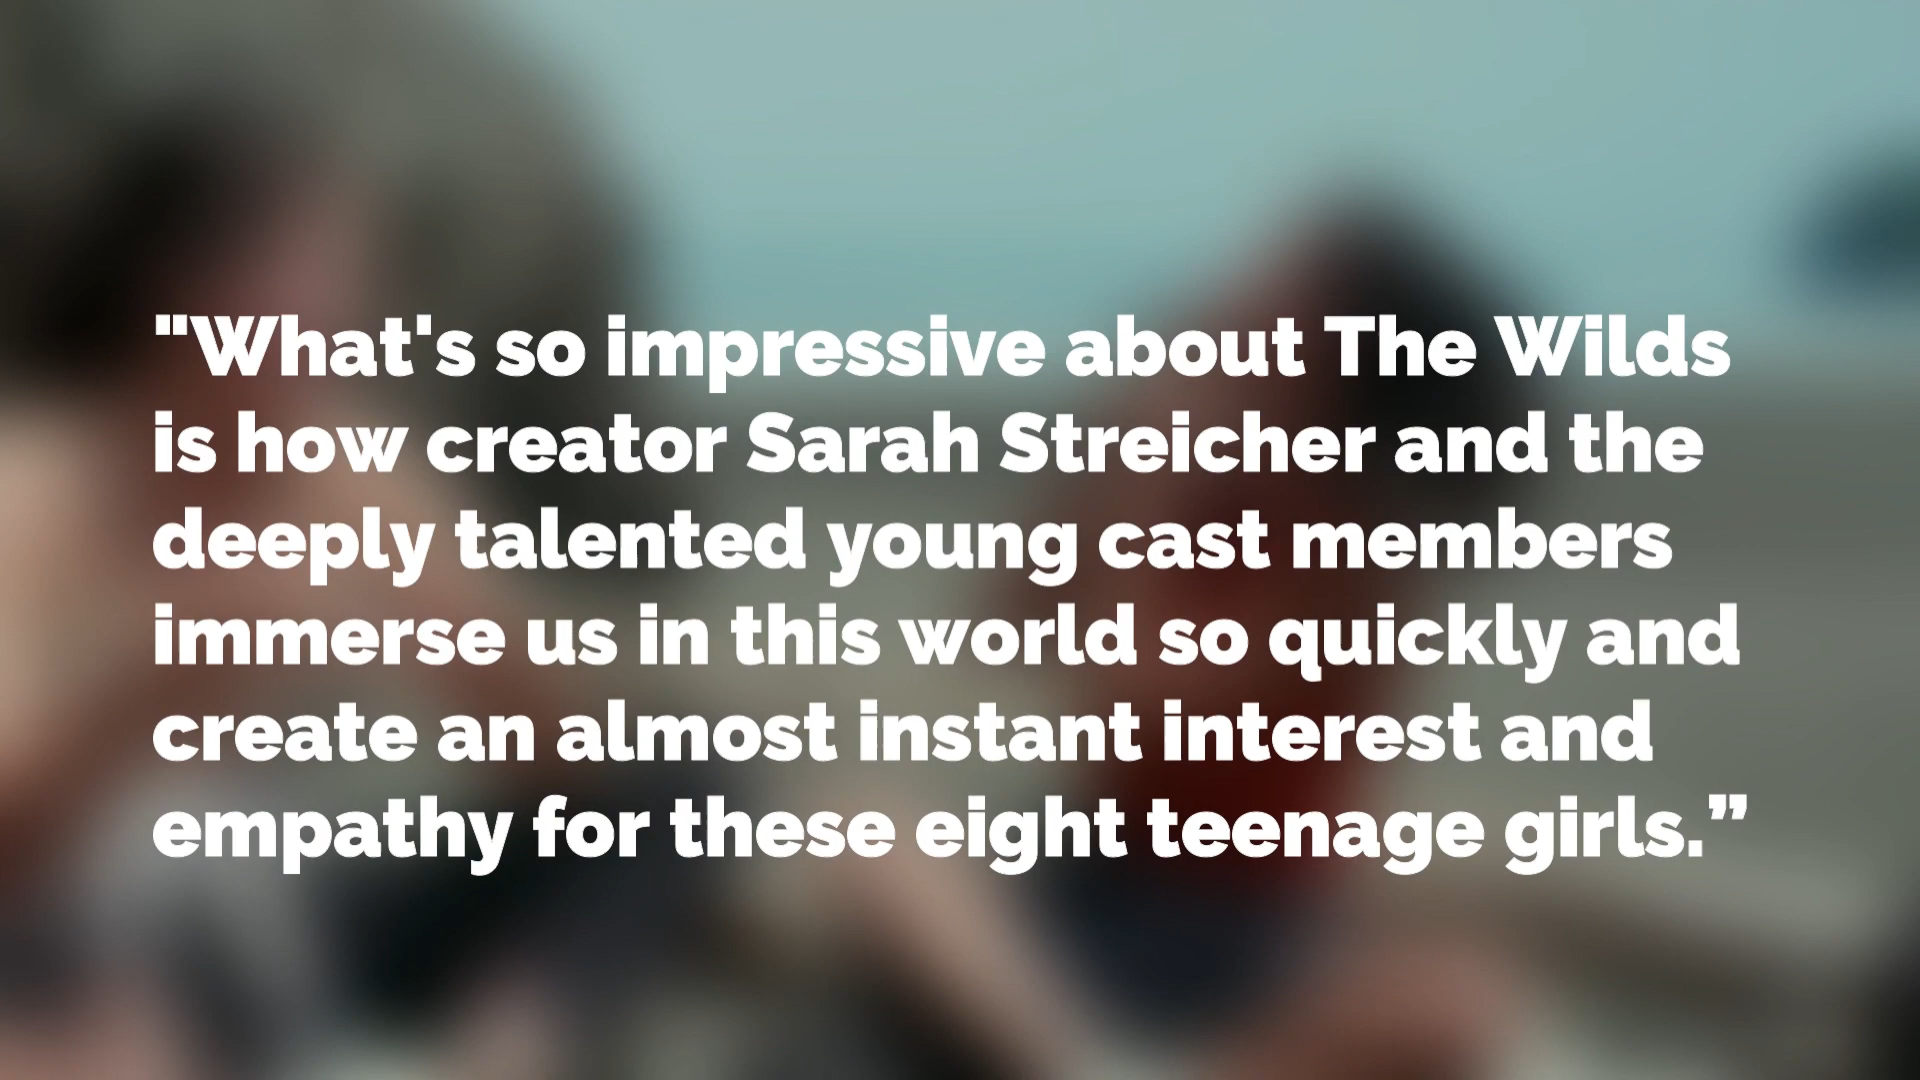 "What's so impressive about The Wilds
is how creator Sarah Streicher and the
deeply talented young cast members
immerse us in this world so quickly and
create an almost instant interest and
empathy for these eight teenage girls.”